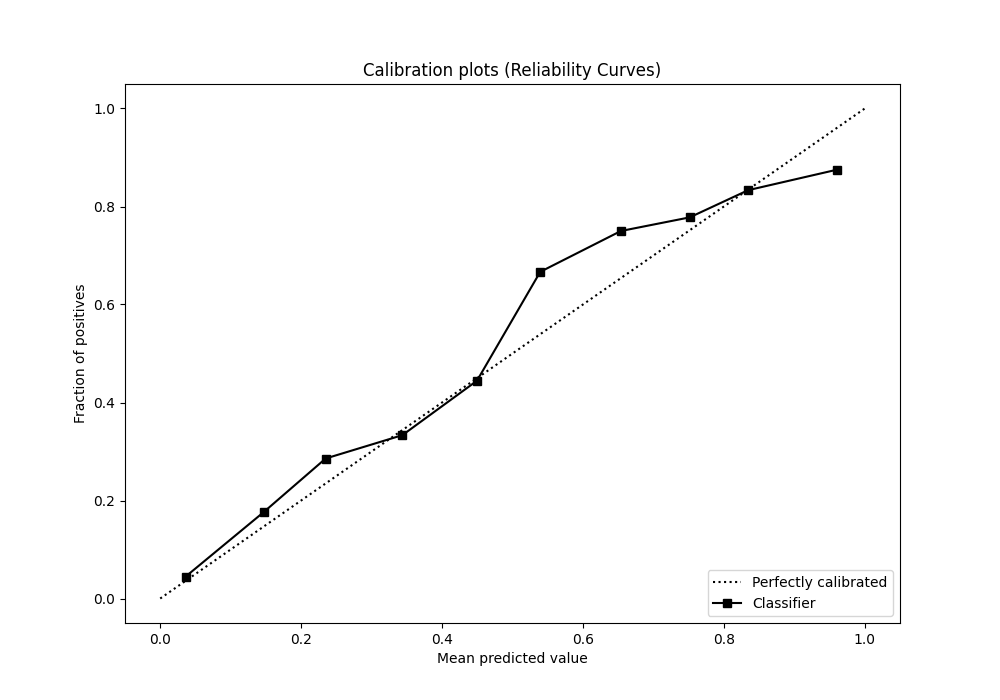 Calibration plots (Reliability Curves)
1.0
0.8
0.6
0.4
0.2
0.0
Fraction of positives
Perfectly calibrated
Classifier
0.0 0.2 0.4 0.6 0.8 1.0
Mean predicted value